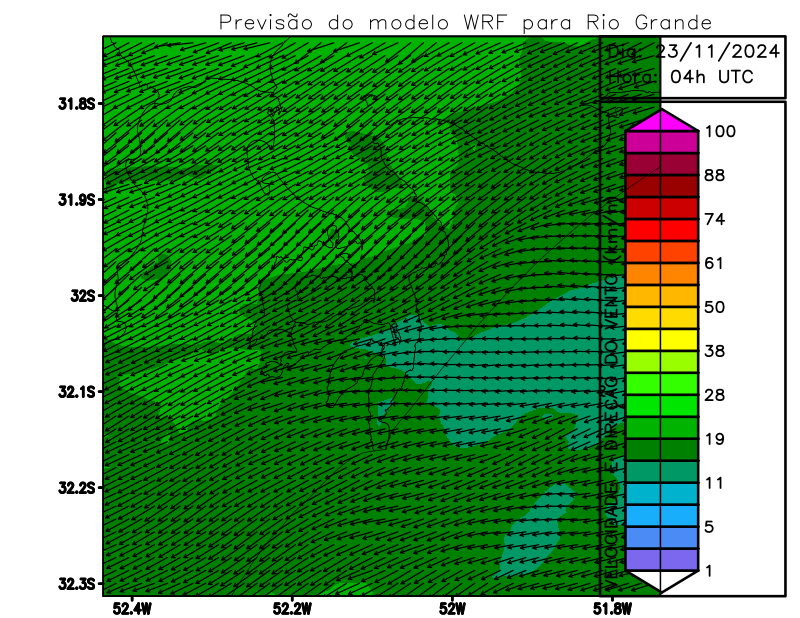 Previsão do modelo WRF para Rio Grande
Dia: 23/11/2024
Hora: 04h UTC
31.8S
31.9S
32S
32.1S
32.2S
32.3S
52.4W
52.2W
52W
51.8W
VELOCIDADE E DIREÇÃO DO VENTO (km/h)
100
88
74
61
50
38
28
19
11
5
1